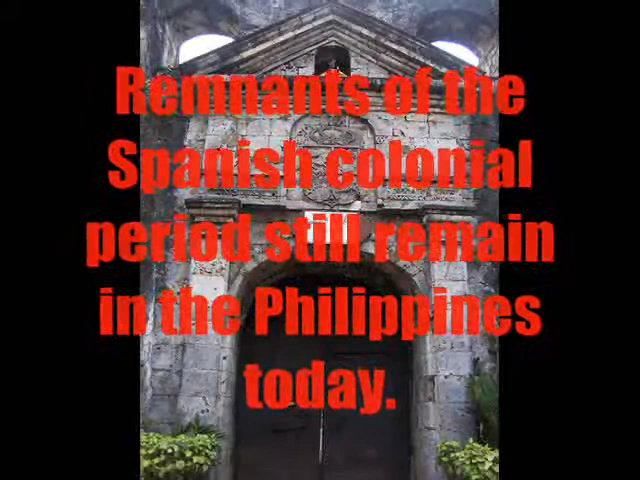 Remnants of the
Spanish colonial
period still remain
in the Philippines
today.